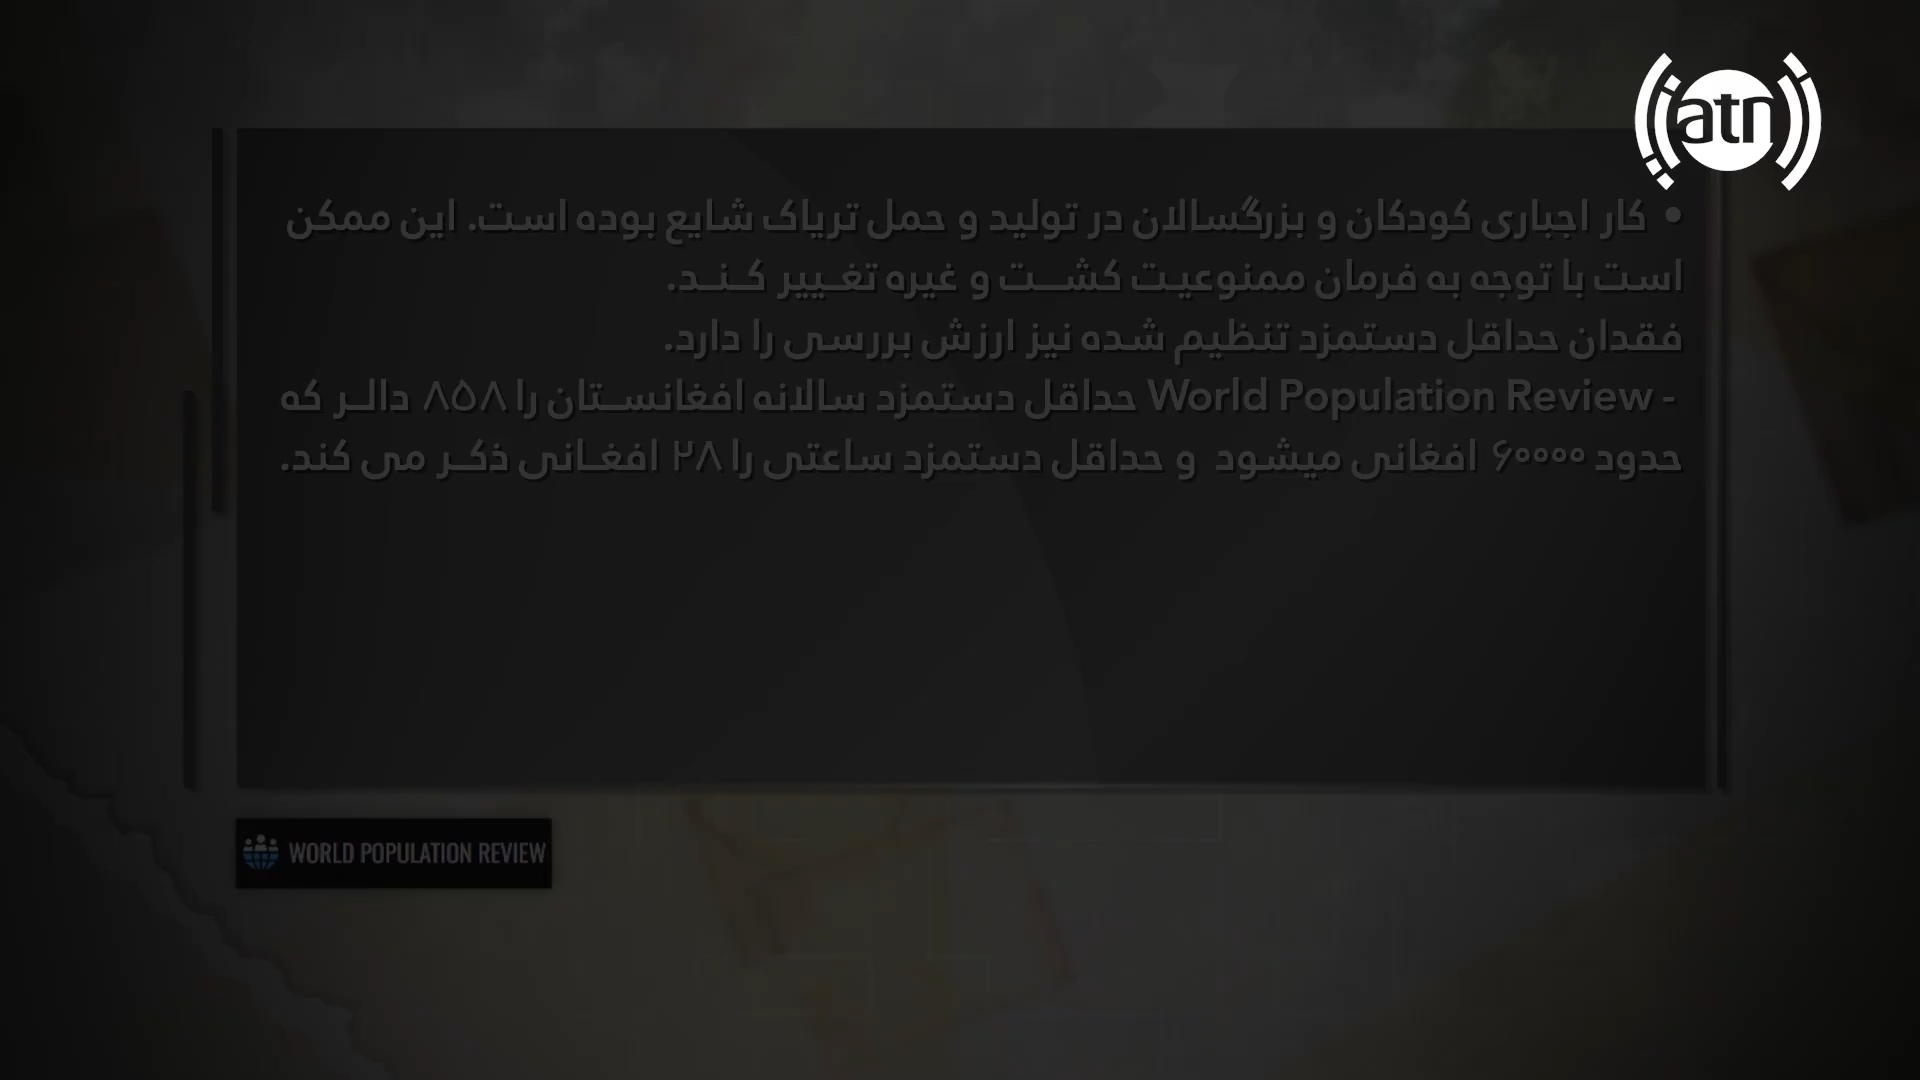 atn
• کار اجباری کودکان و بزرگسالان در تولید و حمل تریاک شایع بوده است. این ممکن
است با توجه به فرمان ممنوعیت کشت و غیره تغییر کند.
فقدان حداقل دستمزد تنظیم شده نیز ارزش بررسی را دارد.
- World Population Review حداقل دستمزد سالانه افغانستان را ۸۵۸ دالر که
حدود ۶۰۰۰۰ افغانی میشود و حداقل دستمزد ساعتی را ۲۸ افغانی ذکر می کند.
WORLD POPULATION REVIEW